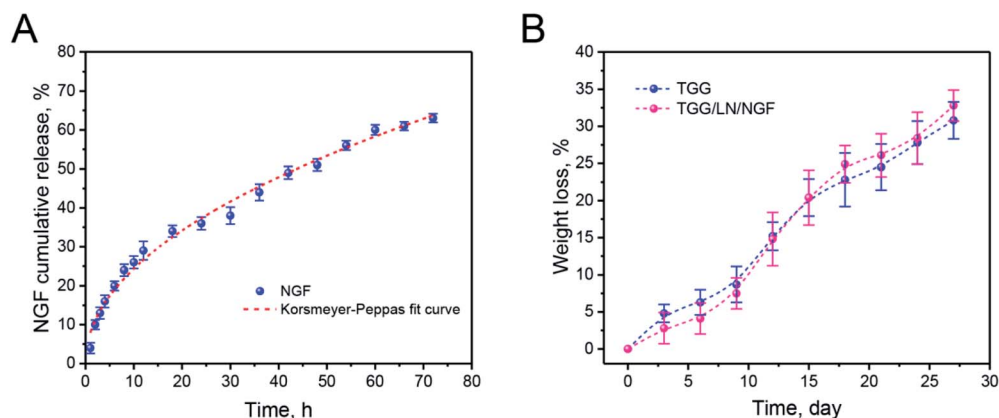 A
NGF cumulative release, %
80
70
60
50
40
30
20
10
0
0 10 20 30 40 50 60 70 80
Time, h
NGF
Korsmeyer-Peppas fit curve
B
Weight loss, %
40
35
30
25
20
15
10
5
0
0 5 10 15 20 25 30
Time, day
TGG
TGG/LN/NGF